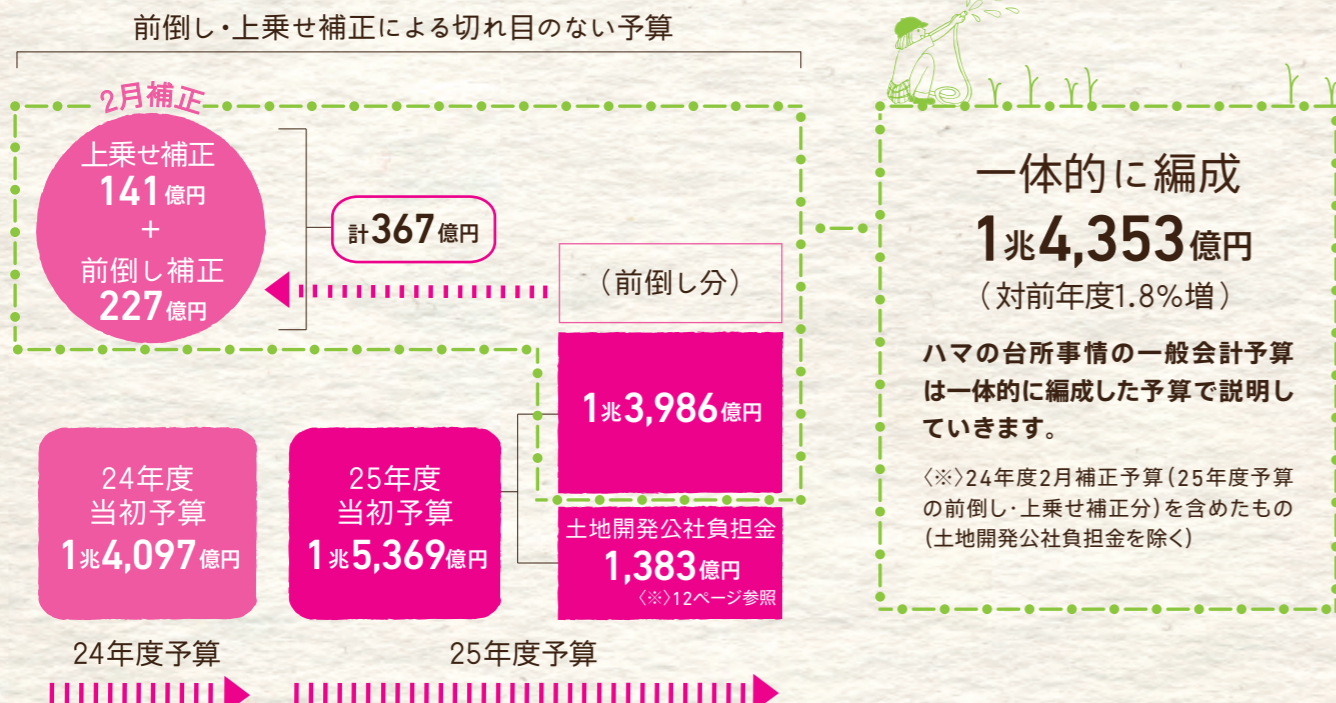 前倒し・上乗せ補正による切れ目のない予算
2月補正
上乗せ補正
141億円
+
前倒し補正
227億円
計367億円
(前倒し分)
1兆3,986億円
24年度
当初予算
1兆4,097億円
25年度
当初予算
1兆5,369億円
土地開発公社負担金
1,383億円
〈※〉12ページ参照
24年度予算
25年度予算
一体的に編成
1兆4,353億円
(対前年度1.8%増)
ハマの台所事情の一般会計予算
は一体的に編成した予算で説明し
ていきます。
〈※〉24年度2月補正予算(25年度予算
の前倒し・上乗せ補正分)を含めたもの
(土地開発公社負担金を除く)